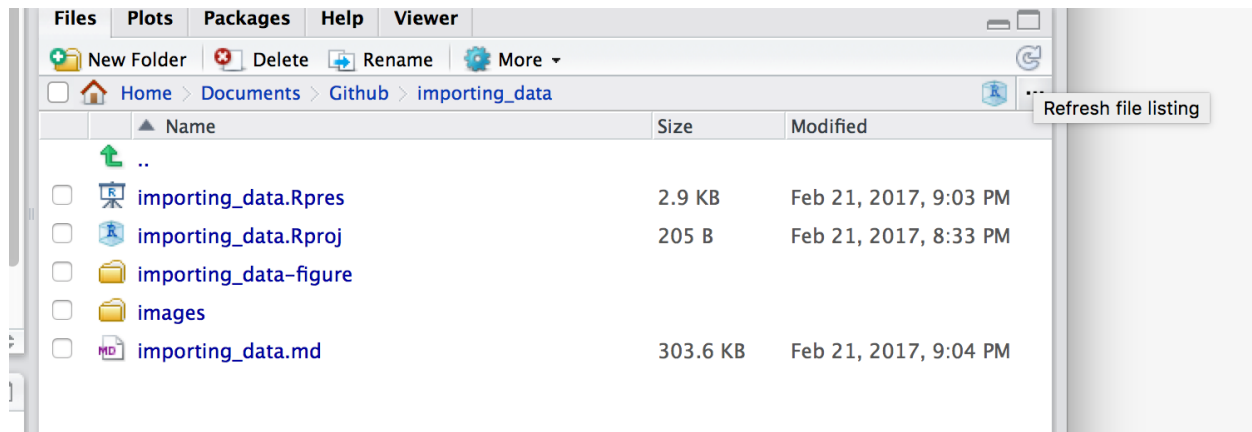 Files Plots Packages Help Viewer
New Folder Delete Rename More
Home > Documents > Github > importing_data ...
Refresh file listing
Name Size Modified
..
importing_data.Rpres 2.9 KB Feb 21, 2017, 9:03 PM
importing_data.Rproj 205 B Feb 21, 2017, 8:33 PM
importing_data-figure
images
importing_data.md 303.6 KB Feb 21, 2017, 9:04 PM